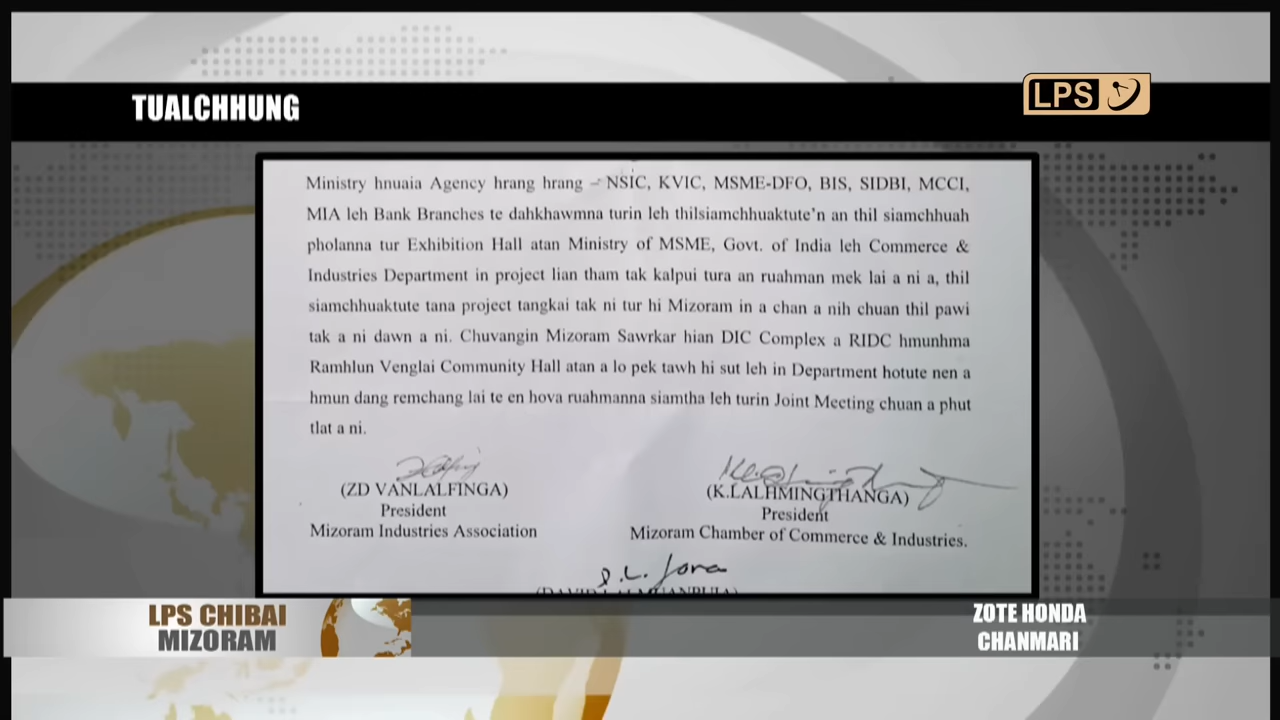 TUALCHHUNG
LPS
Ministry hnuaia Agency hrang hrang – NSIC, KVIC, MSME-DFO, BIS, SIDBI, MCCI,
MIA leh Bank Branches te dahkhawmna turin leh thilsiamchhuaktute'n an thil siamchhuah
pholanna tur Exhibition Hall atan Ministry of MSME, Govt. of India leh Commerce &
Industries Department in project lian tham tak kalpui tura an ruahman mek lai a ni a, thil
siamchhuaktute tana project tangkai tak ni tur hi Mizoram in a chan a nih chuan thil pawi
tak a ni dawn a ni. Chuvangin Mizoram Sawrkar hian DIC Complex a RIDC hmunhma
Ramhlun Venglai Community Hall atan a lo pek tawh hi sut leh in Department hotute nen a
hmun dang remchang lai te en hova ruahmanna siamtha leh turin Joint Meeting chuan a phut
tlat a ni.
(ZD VANLALFINGA)
President
Mizoram Industries Association
(K.LALHMINGTHANGA)
President
Mizoram Chamber of Commerce & Industries.
LPS CHIBAI
MIZORAM
ZOTE HONDA
CHANMARI